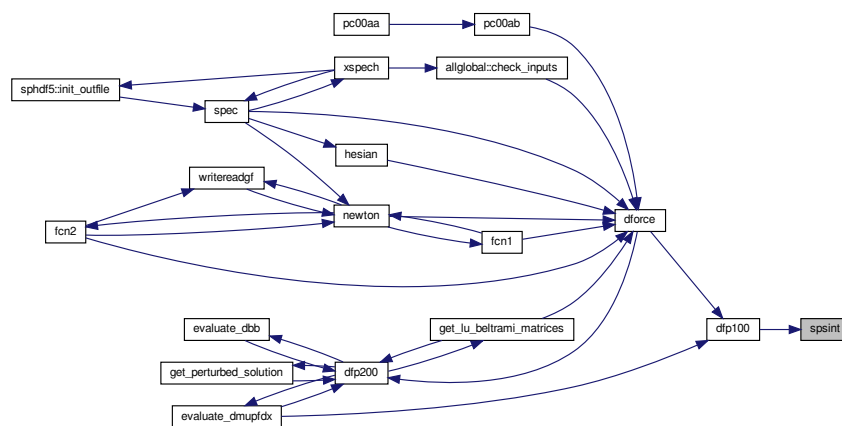 pc00aa
pc00ab
xspech
allglobal::check_inputs
sphdf5::init_outfile
spec
hesian
writereadgf
newton
dforce
fcn2
fcn1
evaluate_dbb
get_lu_beltrami_matrices
dfp100
spsint
get_perturbed_solution
dfp200
evaluate_dmupfdx